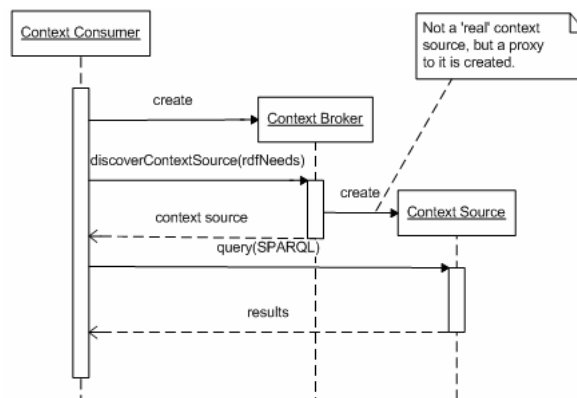 Context Consumer
Not a 'real' context
source, but a proxy
to it is created.
create
Context Broker
discoverContextSource(rdfNeeds)
create
context source
Context Source
query(SPARQL)
results